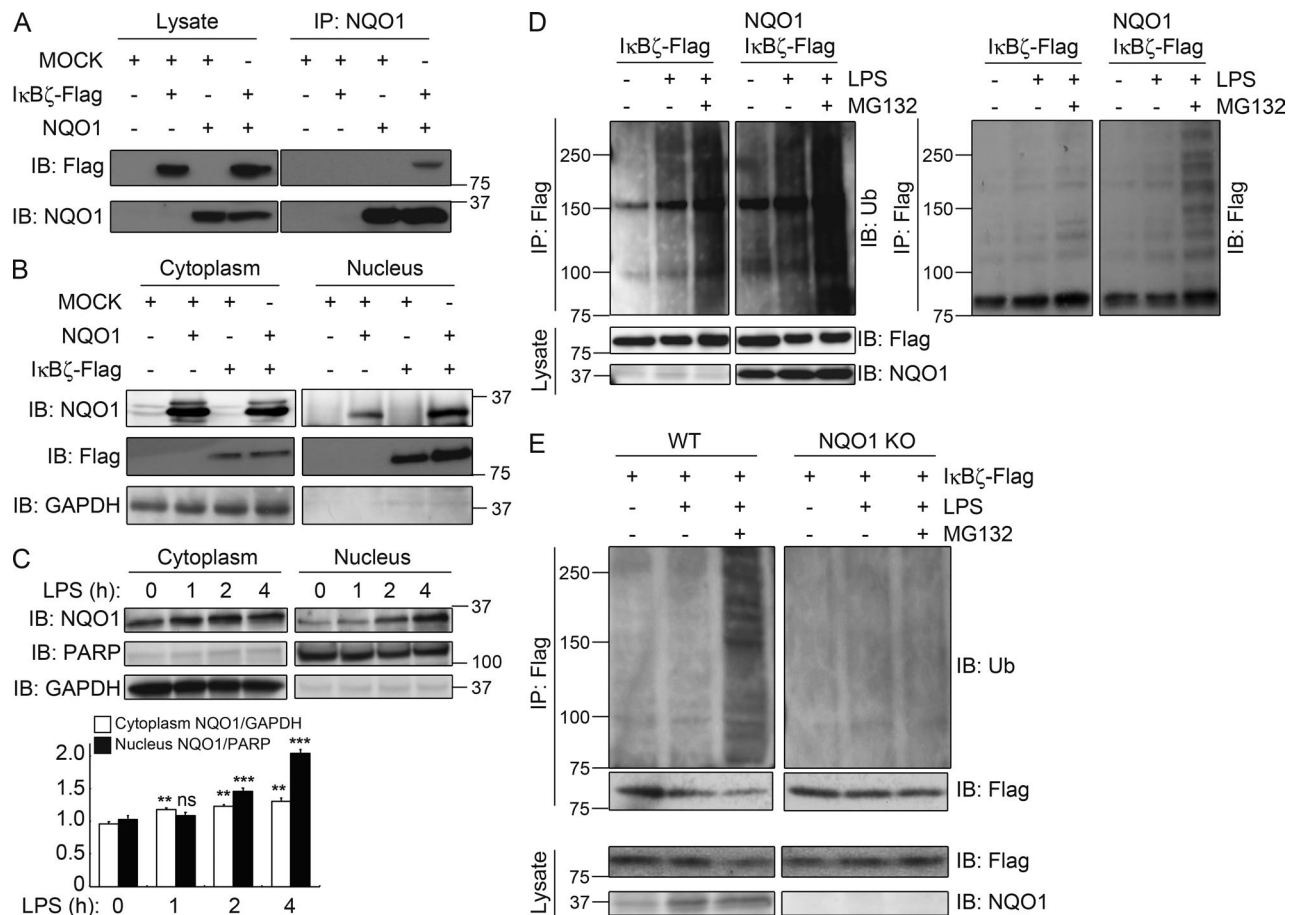 A
Lysate IP: NQO1
MOCK + + + - + + + -
IκBζ-Flag - + - + - + - +
NQO1 - - + + - - + +
IB: Flag
75
IB: NQO1
37
B
Cytoplasm Nucleus
MOCK + + + - + + + -
NQO1 - + - + - + - +
IκBζ-Flag - - + + - - + +
IB: NQO1
37
IB: Flag
75
IB: GAPDH
37
C
Cytoplasm Nucleus
LPS (h): 0 1 2 4 0 1 2 4
IB: NQO1
37
IB: PARP
100
IB: GAPDH
37
Cytoplasm NQO1/GAPDH
Nucleus NQO1/PARP
2.0
1.5
1.0
0.5
0
** ns
** ***
** ***
LPS (h): 0 1 2 4
D
NQO1
IκBζ-Flag IκBζ-Flag
- + + - + + LPS
+ + MG132
IP: Flag
250
150
100
75
IB: Ub
Lysate
75
IB: Flag
37
IB: NQO1
NQO1
IκBζ-Flag IκBζ-Flag
- + + - + + LPS
+ + MG132
IP: Flag
250
150
100
75
IB: Flag
E
WT NQO1 KO
+ + + + + + IκBζ-Flag
- + + - + + LPS
- - + - - + MG132
IP: Flag
250
150
100
75
IB: Ub
75
IB: Flag
Lysate
75
IB: Flag
37
IB: NQO1